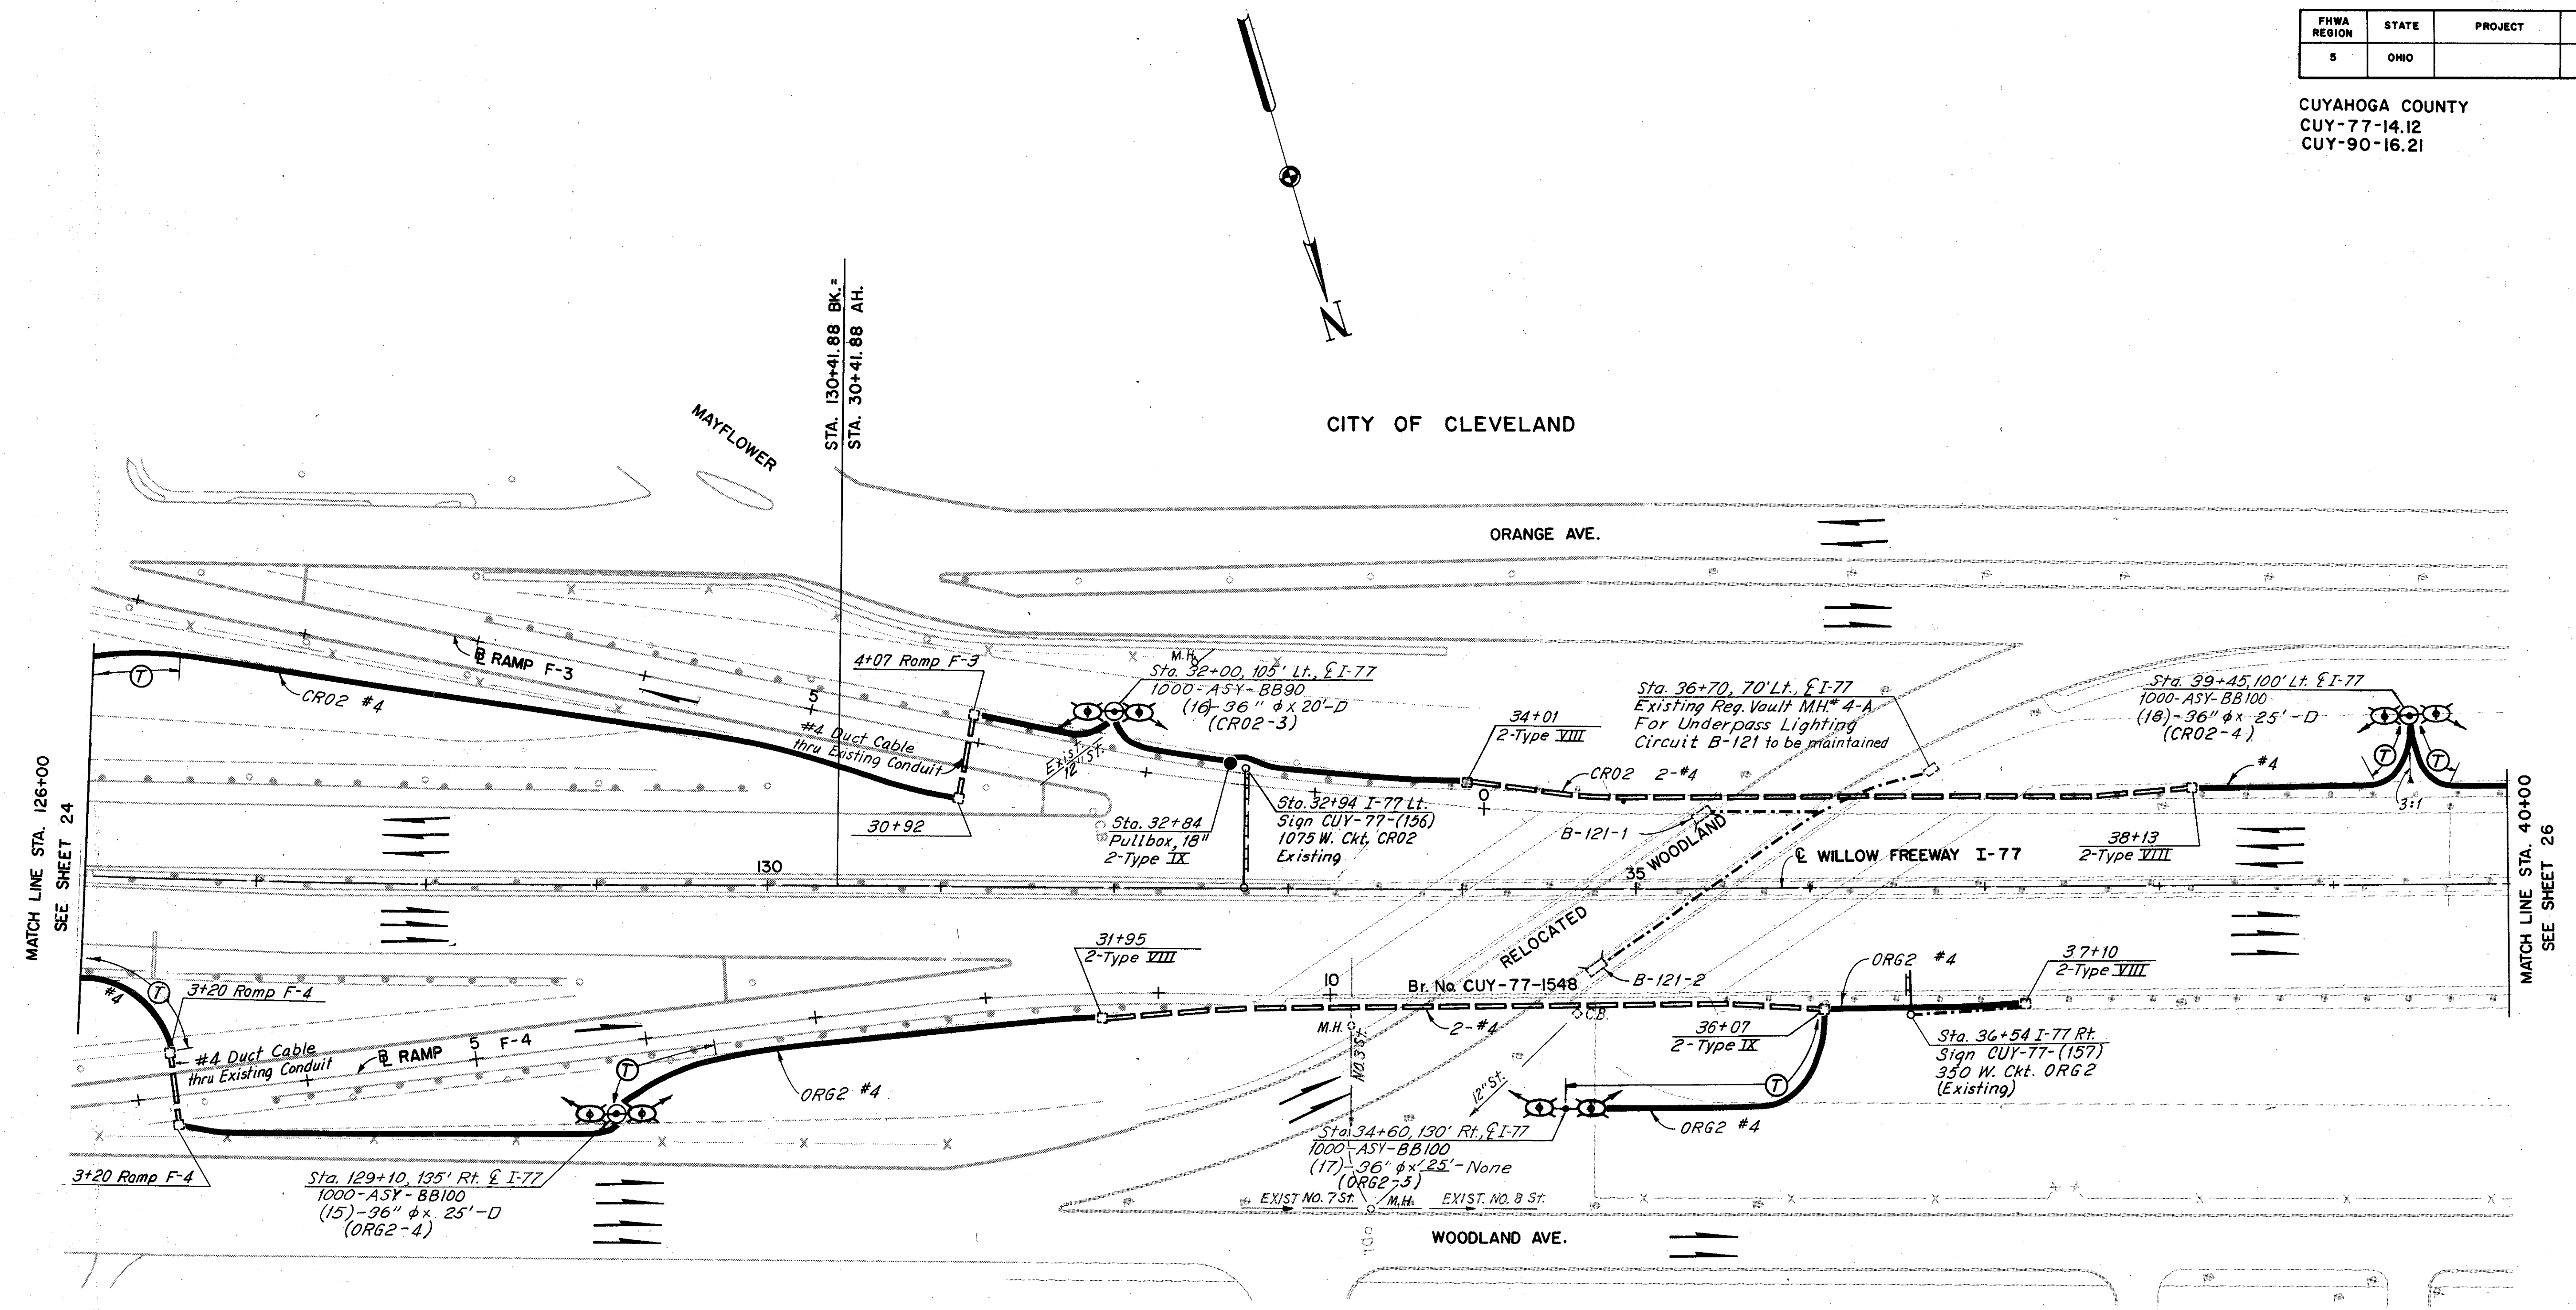 FHWA REGION
STATE
PROJECT
5
OHIO
CUYAHOGA COUNTY
CUY-77-14.12
CUY-90-16.21
N
STA. 130+41.88 BK.=
STA. 30+41.88 AH.
MAYFLOWER
CITY OF CLEVELAND
ORANGE AVE.
MATCH LINE STA. 126+00
SEE SHEET 24
T
CR02 #4
B RAMP F-3
5
4+07 Ramp F-3
#4 Duct Cable
thru Existing Conduit
30+92
M.H.
Sta. 32+00, 105' Lt., ℄ I-77
1000-ASY-BB90
(16)-36" φ x 20'-D
(CR02-3)
Exist.
12" St.
Sta. 32+84
Pullbox, 18"
2-Type IX
C.B.
Sta. 32+94 I-77 Lt.
Sign CUY-77-(156)
1075 W. Ckt. CR02
Existing
34+01
2-Type VIII
0
CR02 2-#4
Sta. 36+70, 70' Lt., ℄ I-77
Existing Reg. Vault M.H.# 4-A
For Underpass Lighting
Circuit B-121 to be maintained
B-121-1
Sta. 39+45, 100' Lt. ℄ I-77
1000-ASY-BB100
(18)-36" φ x 25'-D
(CR02-4)
#4
T
T
3:1
38+13
2-Type VIII
130
35
WOODLAND
RELOCATED
℄ WILLOW FREEWAY I-77
MATCH LINE STA. 40+00
SEE SHEET 26
#4
T
3+20 Ramp F-4
#4 Duct Cable
thru Existing Conduit
B RAMP 5 F-4
3+20 Ramp F-4
T
ORG2 #4
Sta. 129+10, 135' Rt. ℄ I-77
1000-ASY-BB100
(15)-36" φ x 25'-D
(ORG2-4)
31+95
2-Type VIII
10
Br. No. CUY-77-1548
M.H.
2-#4
NO. 3 St.
B-121-2
C.B.
12" St.
36+07
2-Type IX
ORG2 #4
37+10
2-Type VIII
Sta. 36+54 I-77 Rt.
Sign CUY-77-(157)
350 W. Ckt. ORG2
(Existing)
T
ORG2 #4
Sta. 34+60, 130' Rt., ℄ I-77
1000-ASY-BB100
(17)-36" φ x 25'-None
(ORG2-5)
EXIST NO. 7 St.
M.H.
EXIST. NO. 8 St.
WOODLAND AVE.